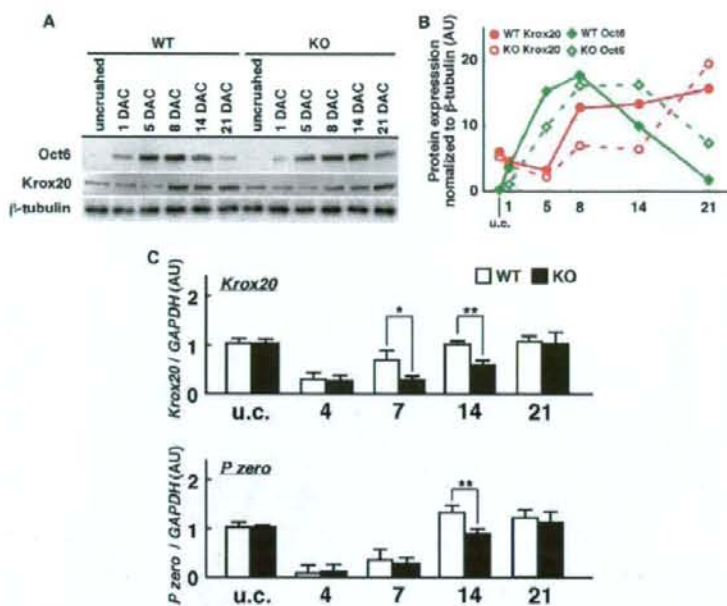 A
WT KO
uncrushed 1 DAC 5 DAC 8 DAC 14 DAC 21 DAC uncrushed 1 DAC 5 DAC 8 DAC 14 DAC 21 DAC
Oct6
Krox20
β-tubulin
B
WT Krox20 WT Oct6
KO Krox20 KO Oct6
Protein expresssion
nomalized to β-tubulin (AU)
20
10
0
u.c. 1 5 8 14 21
C
WT KO
Krox20
Krox20 / GAPDH (AU)
2
1
0
* **
u.c. 4 7 14 21
P zero
P zero / GAPDH (AU)
2
1
0
**
u.c. 4 7 14 21